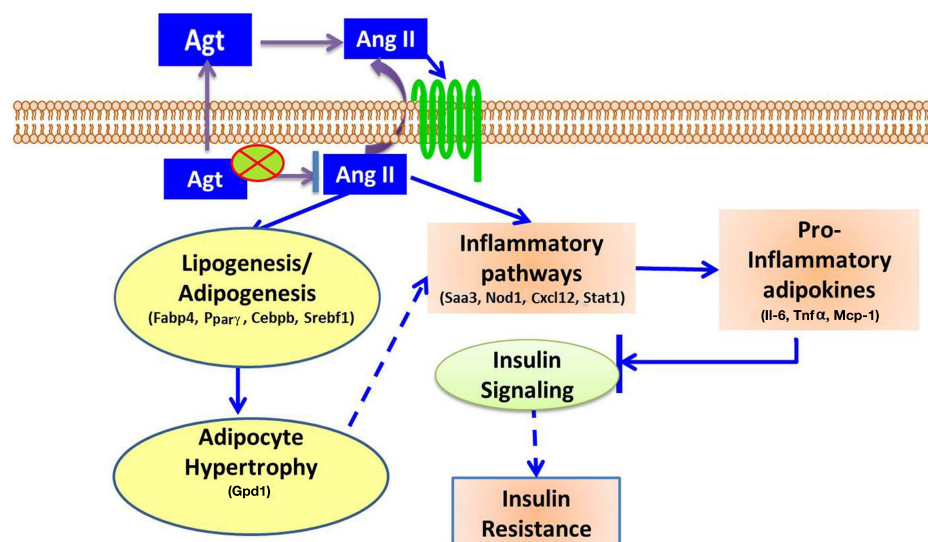 Agt
Ang II
Agt
Ang II
Lipogenesis/
Adipogenesis
(Fabp4, Pparγ, Cebpb, Srebf1)
Inflammatory
pathways
(Saa3, Nod1, Cxcl12, Stat1)
Pro-
Inflammatory
adipokines
(Il-6, Tnfα, Mcp-1)
Insulin
Signaling
Adipocyte
Hypertrophy
(Gpd1)
Insulin
Resistance